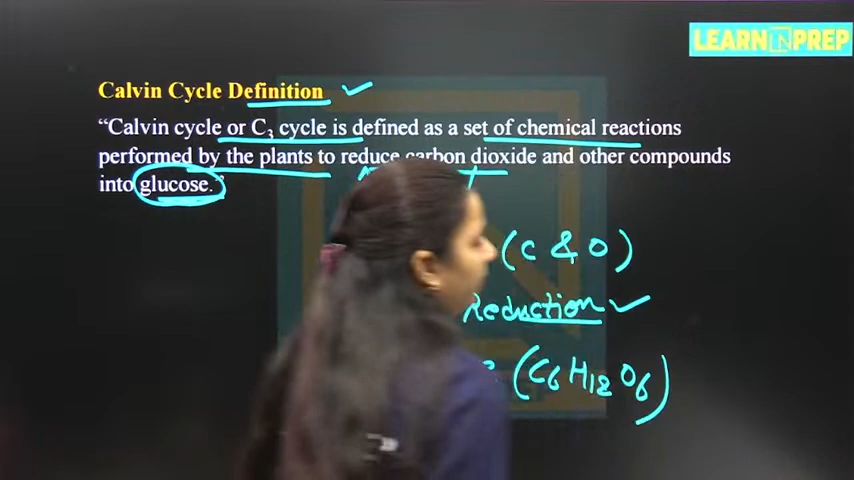 LEARN IN PREP
Calvin Cycle Definition
“Calvin cycle or C₃ cycle is defined as a set of chemical reactions
performed by the plants to reduce carbon dioxide and other compounds
into glucose.”
(C & O)
Reduction
(C6 H12 O6)